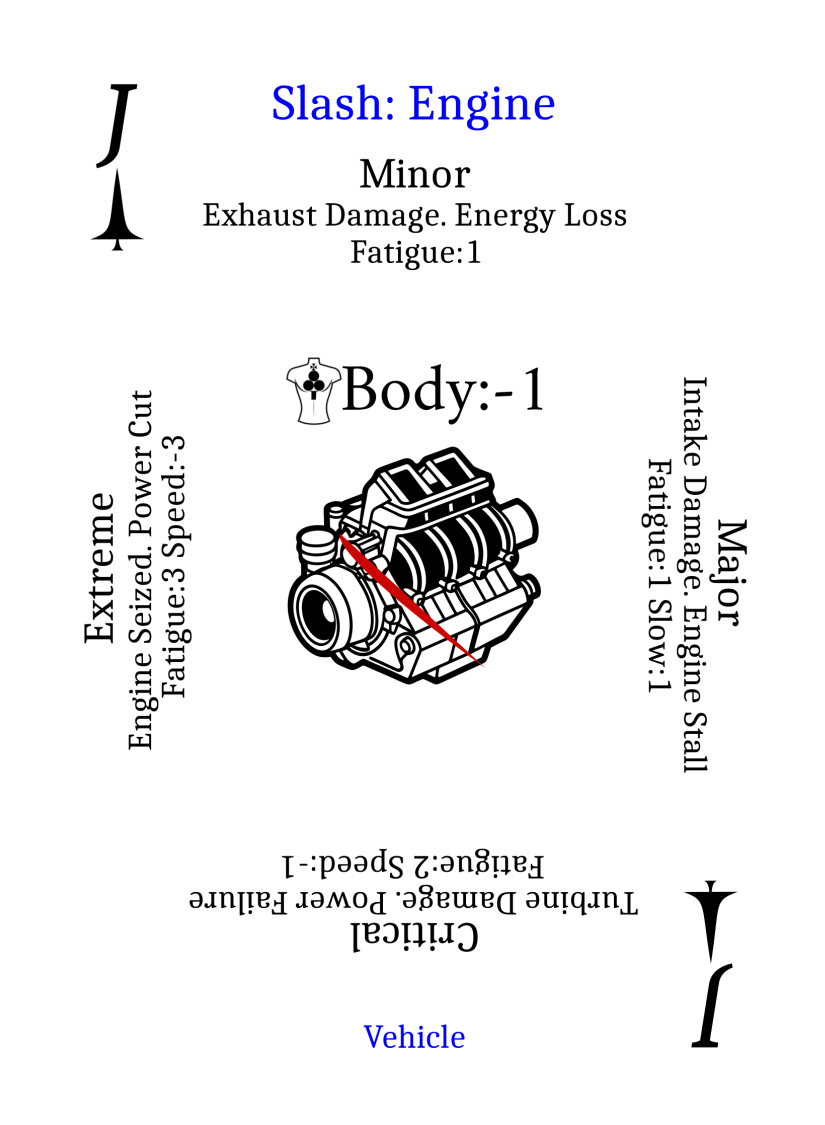 J
Slash: Engine
Minor
Exhaust Damage. Energy Loss
Fatigue:1
Body:-1
Extreme
Engine Seized. Power Cut
Fatigue:3 Speed:-3
Major
Intake Damage. Engine Stall
Fatigue:1 Slow:1
Critical
Turbine Damage. Power Failure
Fatigue:2 Speed:-1
J
Vehicle